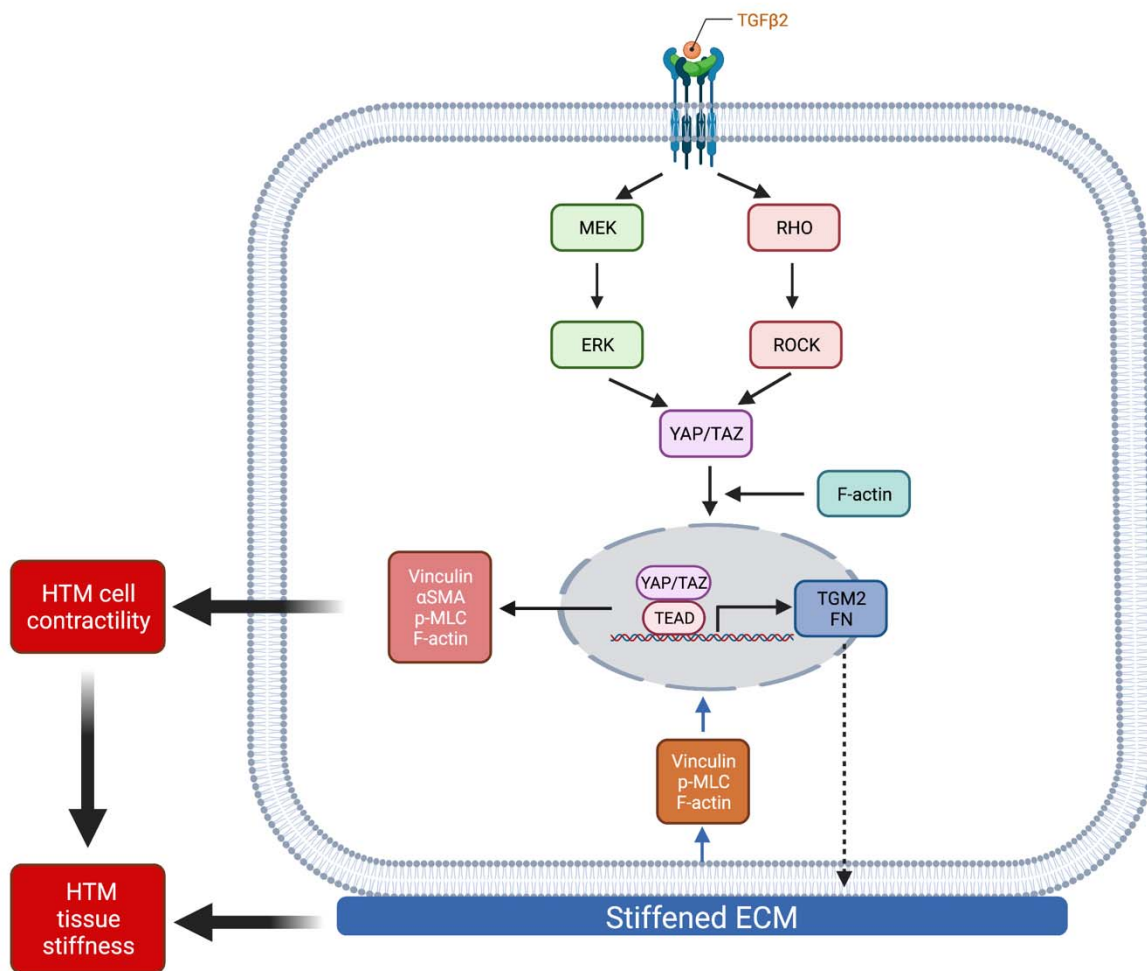 TGFβ2
MEK
RHO
ERK
ROCK
YAP/TAZ
F-actin
HTM cell
contractility
Vinculin
αSMA
p-MLC
F-actin
YAP/TAZ
TEAD
TGM2
FN
Vinculin
p-MLC
F-actin
HTM
tissue
stiffness
Stiffened ECM